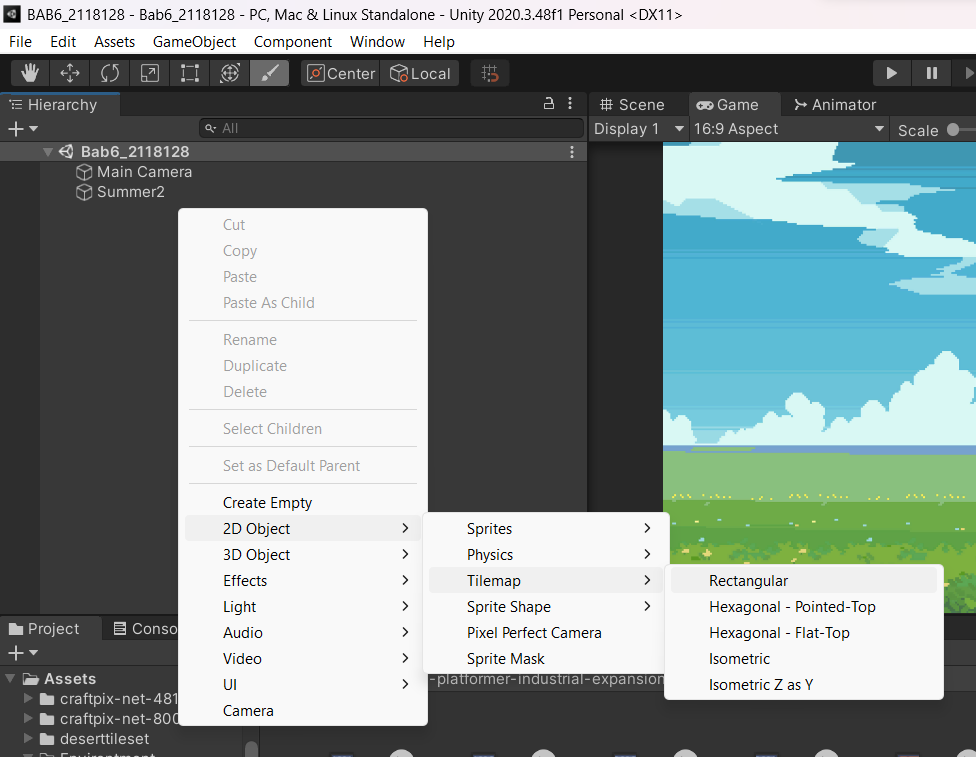 BAB6_2118128 - Bab6_2118128 - PC, Mac & Linux Standalone - Unity 2020.3.48f1 Personal <DX11>
File Edit Assets GameObject Component Window Help
Center Local
Hierarchy
All
Bab6_2118128
Main Camera
Summer2
Scene Game Animator
Display 1 16:9 Aspect Scale
Cut
Copy
Paste
Paste As Child
Rename
Duplicate
Delete
Select Children
Set as Default Parent
Create Empty
2D Object
3D Object
Effects
Light
Audio
Video
UI
Camera
Sprites
Physics
Tilemap
Sprite Shape
Pixel Perfect Camera
Sprite Mask
Rectangular
Hexagonal - Pointed-Top
Hexagonal - Flat-Top
Isometric
Isometric Z as Y
Project Conso
Assets
craftpix-net-481
craftpix-net-800
deserttileset
-platformer-industrial-expansion